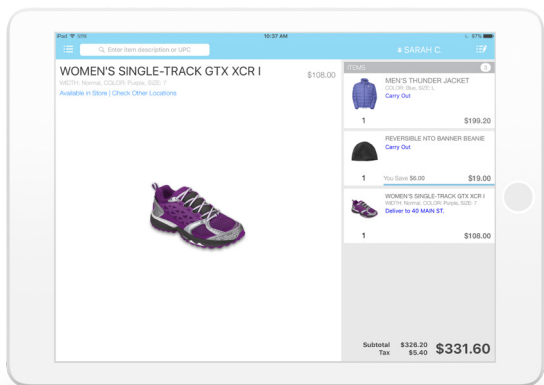 iPad
10:37 AM
97%
Enter item description or UPC
SARAH C.
WOMEN'S SINGLE-TRACK GTX XCR I
$108.00
WIDTH: Normal, COLOR: Purple, SIZE: 7
Available in Store | Check Other Locations
ITEMS
MEN'S THUNDER JACKET
COLOR: Blue, SIZE: L
Carry Out
1
$199.20
REVERSIBLE NTO BANNER BEANIE
Carry Out
1
You Save $6.00
$19.00
WOMEN'S SINGLE-TRACK GTX XCR I
WIDTH: Normal, COLOR: Purple, SIZE: 7
Deliver to 40 MAIN ST.
1
$108.00
Subtotal $326.20
Tax $5.40
$331.60